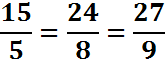 15/5 = 24/8 = 27/9